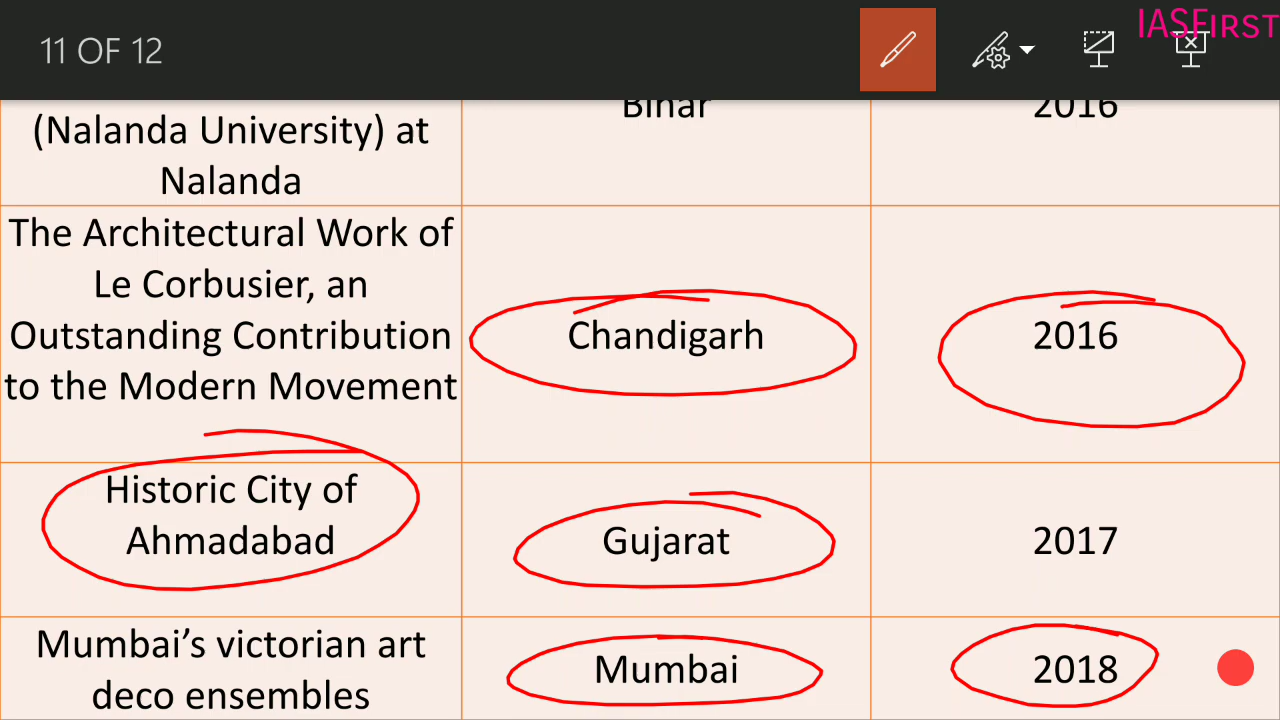 IASFIRST
11 OF 12
Bihar
2016
(Nalanda University) at
Nalanda
The Architectural Work of
Le Corbusier, an
Outstanding Contribution
to the Modern Movement
Chandigarh
2016
Historic City of
Ahmadabad
Gujarat
2017
Mumbai’s victorian art
deco ensembles
Mumbai
2018